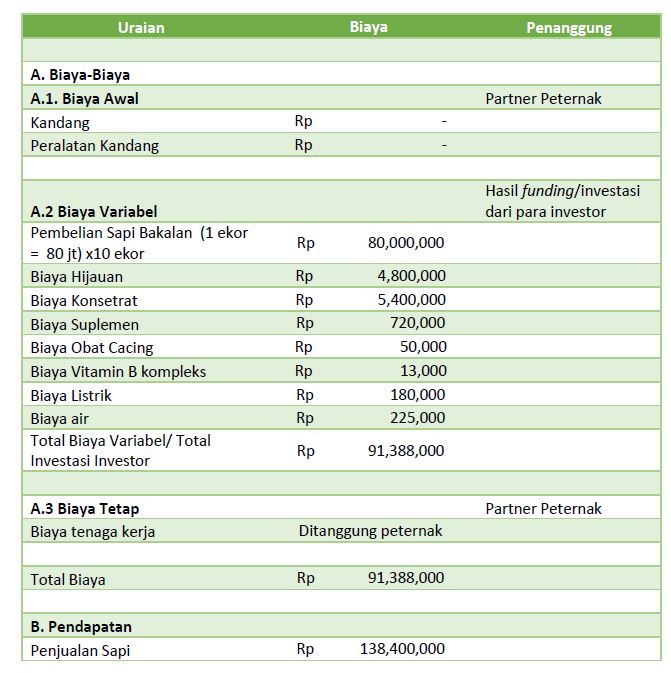 Uraian Biaya Penanggung
A. Biaya-Biaya
A.1. Biaya Awal Partner Peternak
Kandang Rp -
Peralatan Kandang Rp -
Hasil funding/investasi
A.2 Biaya Variabel dari para investor
Pembelian Sapi Bakalan (1 ekor
= 80 jt) x10 ekor Rp 80,000,000
Biaya Hijauan Rp 4,800,000
Biaya Konsetrat Rp 5,400,000
Biaya Suplemen Rp 720,000
Biaya Obat Cacing Rp 50,000
Biaya Vitamin B kompleks Rp 13,000
Biaya Listrik Rp 180,000
Biaya air Rp 225,000
Total Biaya Variabel/ Total
Investasi Investor Rp 91,388,000
A.3 Biaya Tetap Partner Peternak
Biaya tenaga kerja Ditanggung peternak
Total Biaya Rp 91,388,000
B. Pendapatan
Penjualan Sapi Rp 138,400,000